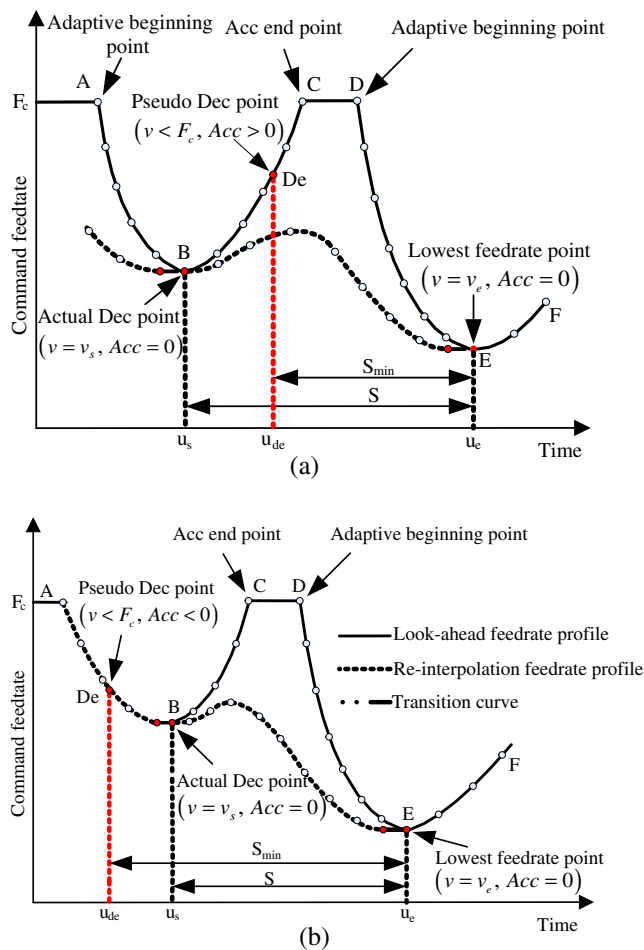 Adaptive beginning
point
Acc end point
Adaptive beginning point
A
C
D
F_c
Pseudo Dec point
(v < F_c, Acc > 0)
De
Command feedtate
B
Lowest feedrate point
(v = v_e, Acc = 0)
Actual Dec point
(v = v_s, Acc = 0)
F
E
S_min
S
u_s
u_de
u_e
Time
(a)
Acc end point
Adaptive beginning point
A
Pseudo Dec point
C
D
F_c
(v < F_c, Acc < 0)
Look-ahead feedrate profile
Re-interpolation feedrate profile
Transition curve
De
B
Command feedtate
Actual Dec point
(v = v_s, Acc = 0)
F
E
S_min
Lowest feedrate point
S
(v = v_e, Acc = 0)
u_de
u_s
u_e
Time
(b)